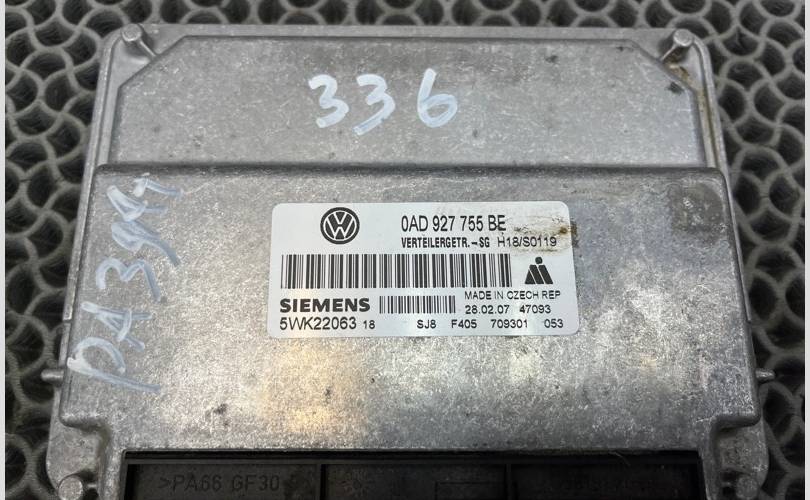 336
0AD 927 755 BE
VERTEILERGETR.-SG H18/S0119
MADE IN CZECH REP
SIEMENS
28.02.07 47093
5WK22063 18 SJ8 F405 709301 053
>PA66 GF30